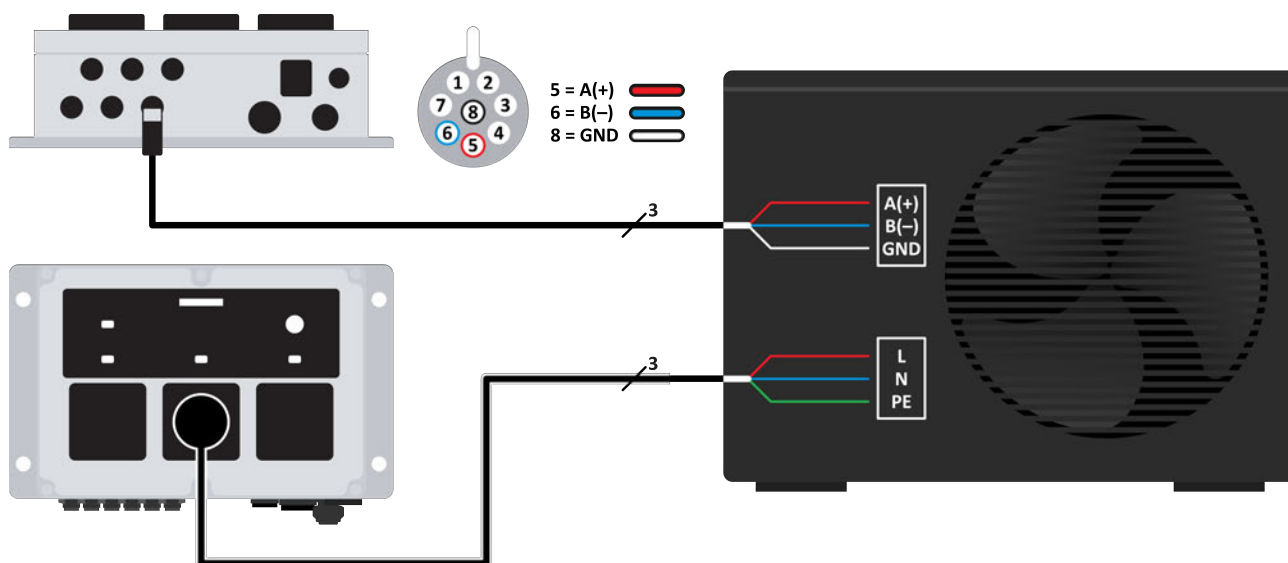 1 2
7 8 3
6 4
5
5 = A(+)
6 = B(–)
8 = GND
3
A(+)
B(–)
GND
3
L
N
PE